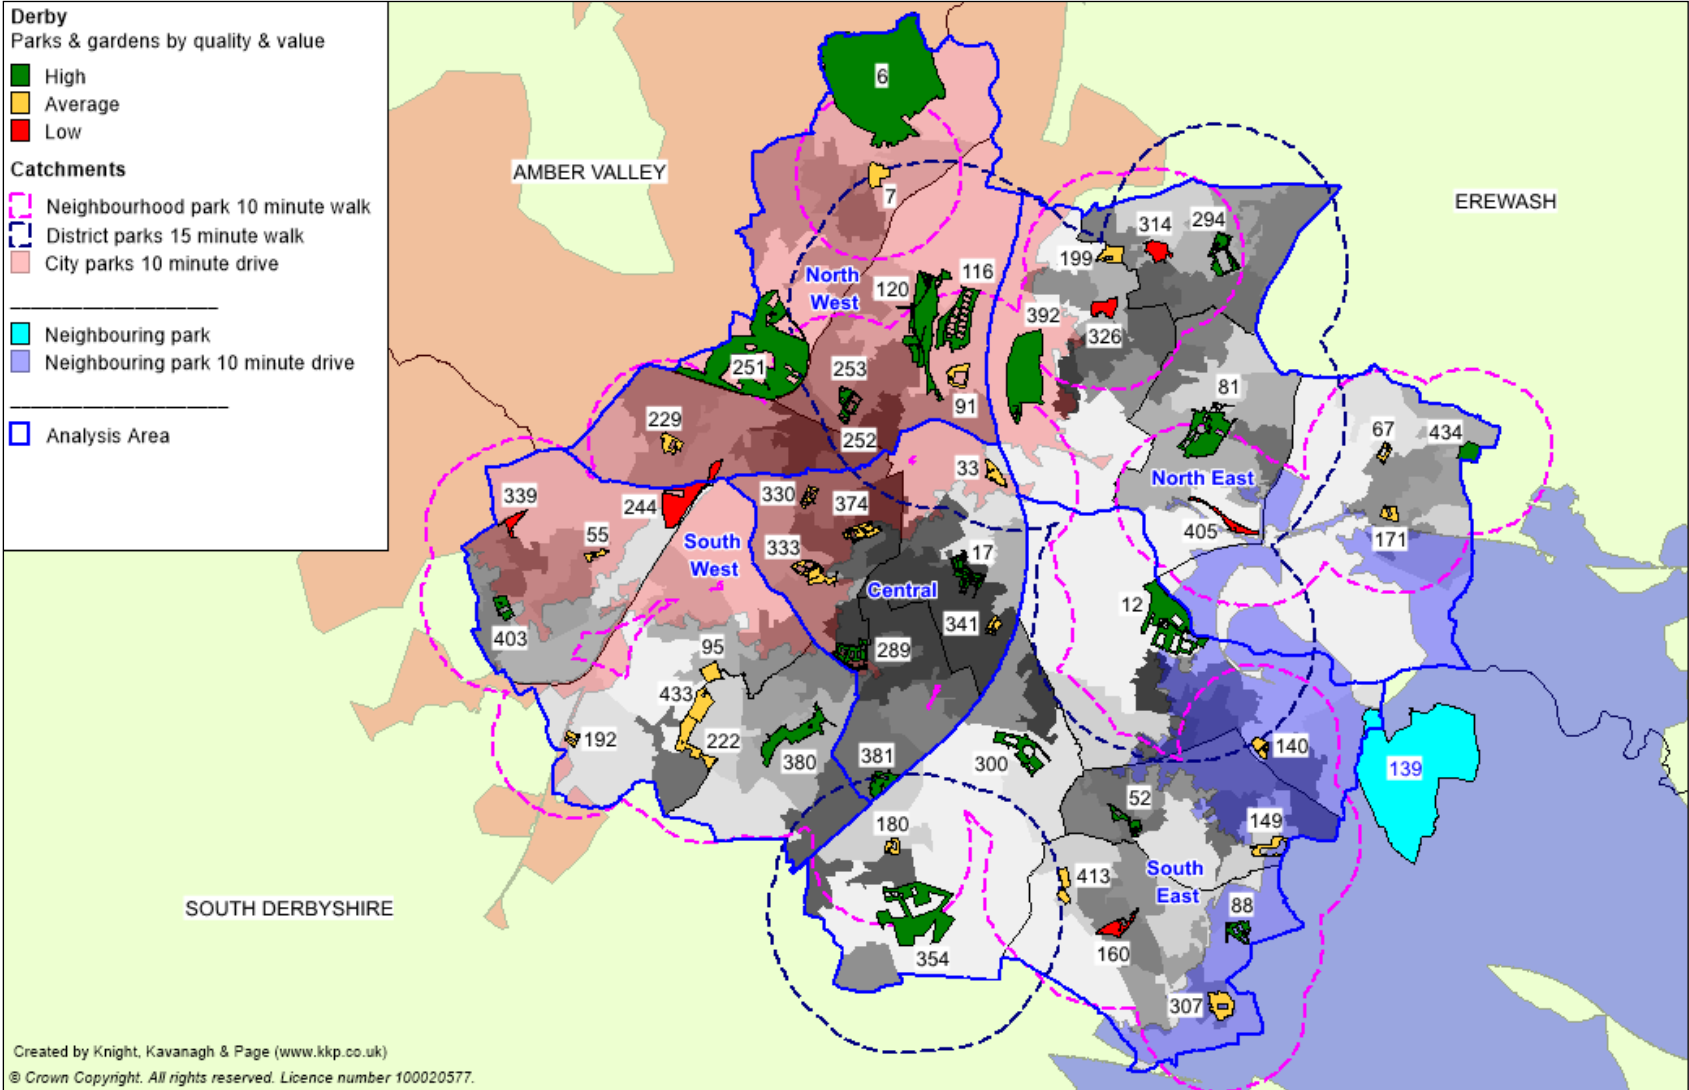 Derby
Parks & gardens by quality & value
High
Average
Low
Catchments
Neighbourhood park 10 minute walk
District parks 15 minute walk
City parks 10 minute drive
Neighbouring park
Neighbouring park 10 minute drive
Analysis Area
6
AMBER VALLEY
7
EREWASH
314
294
199
North
West
120
116
392
326
251
253
81
91
229
252
67
434
33
North East
339
244
330
374
405
55
South
West
333
17
171
Central
12
403
341
95
289
433
192
222
380
381
300
140
139
52
180
149
413
South
East
SOUTH DERBYSHIRE
88
354
160
307
Created by Knight, Kavanagh & Page (www.kkp.co.uk)
© Crown Copyright. All rights reserved. Licence number 100020577.